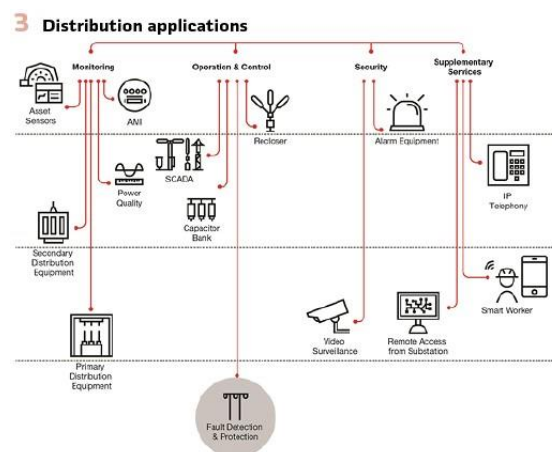 3 Distribution applications
Monitoring
Operation & Control
Security
Supplementary
Services
Asset
Sensors
AMI
Recloser
Alarm Equipment
SCADA
Power
Quality
IP
Telephony
Capacitor
Bank
Secondary
Distribution
Equipment
Smart Worker
Video
Surveillance
Remote Access
from Substation
Primary
Distribution
Equipment
Fault Detection
& Protection